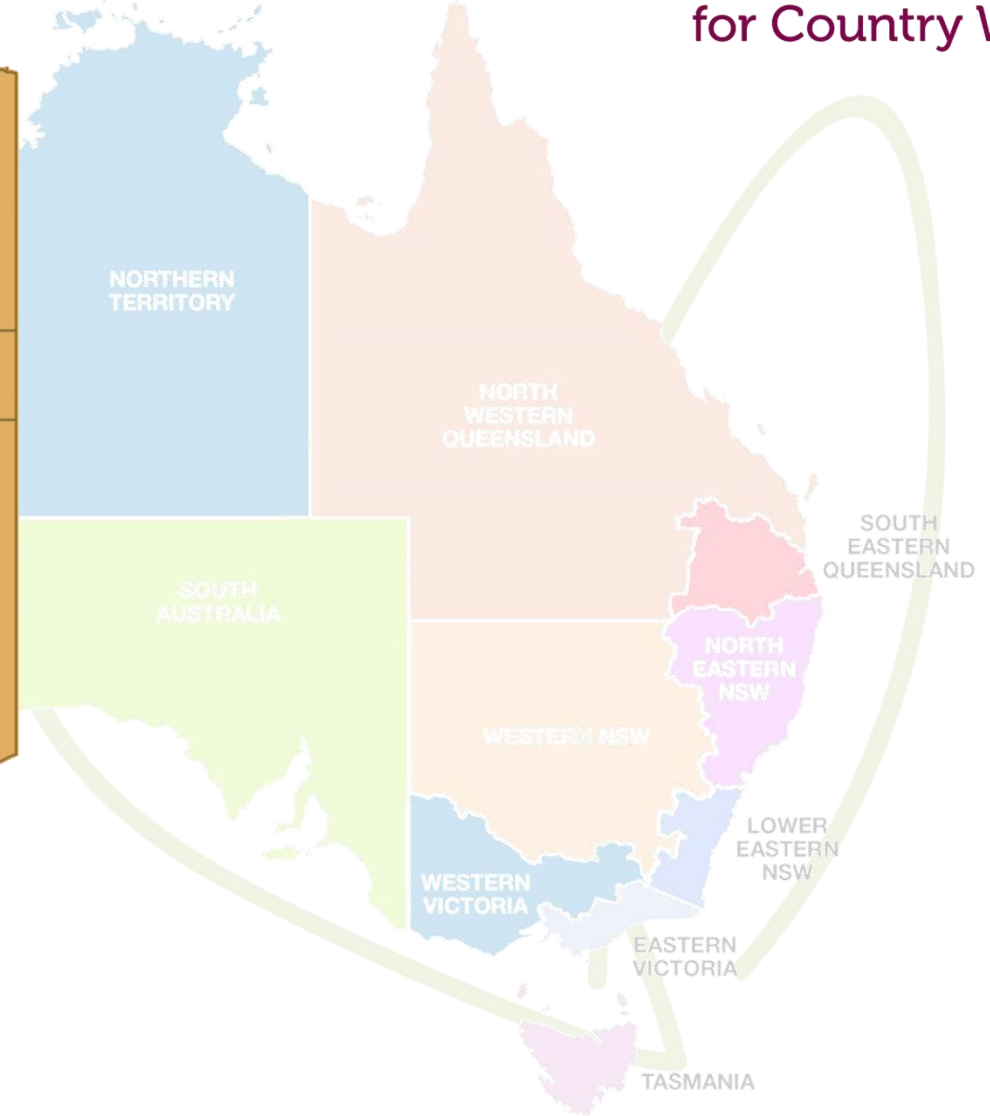 for Country W
NORTHERN
TERRITORY
NORTH
WESTERN
QUEENSLAND
SOUTH
EASTERN
QUEENSLAND
SOUTH
AUSTRALIA
NORTH
EASTERN
NSW
WESTERN NSW
LOWER
EASTERN
NSW
WESTERN
VICTORIA
EASTERN
VICTORIA
TASMANIA